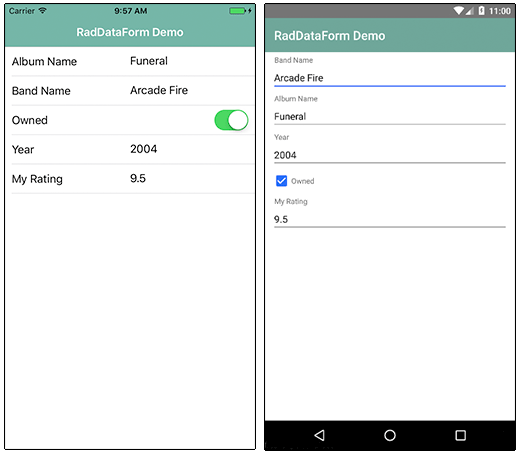 Carrier 9:57 AM
RadDataForm Demo
Album Name Funeral
Band Name Arcade Fire
Owned
Year 2004
My Rating 9.5
11:00
RadDataForm Demo
Band Name
Arcade Fire
Album Name
Funeral
Year
2004
Owned
My Rating
9.5